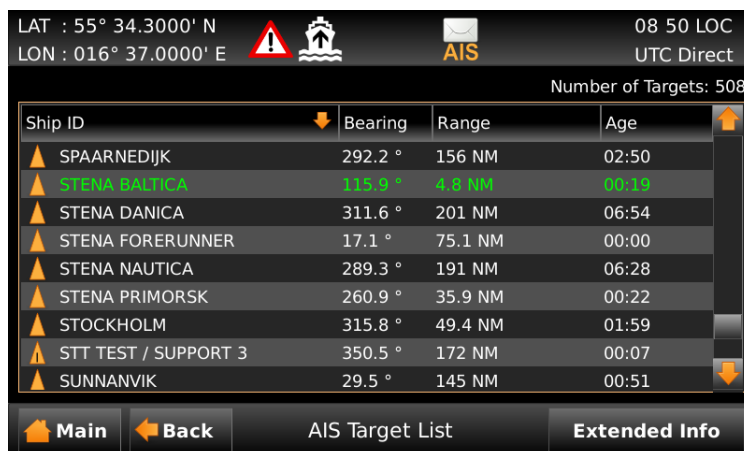 LAT : 55° 34.3000' N
LON : 016° 37.0000' E
AIS
08 50 LOC
UTC Direct
Number of Targets: 508
Ship ID Bearing Range Age
SPAARNEDIJK 292.2 ° 156 NM 02:50
STENA BALTICA 115.9 ° 4.8 NM 00:19
STENA DANICA 311.6 ° 201 NM 06:54
STENA FORERUNNER 17.1 ° 75.1 NM 00:00
STENA NAUTICA 289.3 ° 191 NM 06:28
STENA PRIMORSK 260.9 ° 35.9 NM 00:22
STOCKHOLM 315.8 ° 49.4 NM 01:59
STT TEST / SUPPORT 3 350.5 ° 172 NM 00:07
SUNNANVIK 29.5 ° 145 NM 00:51
Main Back AIS Target List Extended Info